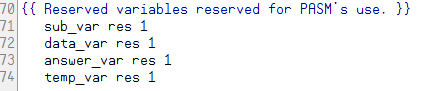 70 {{ Reserved variables reserved for PASM's use. }}
71 sub_var res 1
72 data_var res 1
73 answer_var res 1
74 temp_var res 1